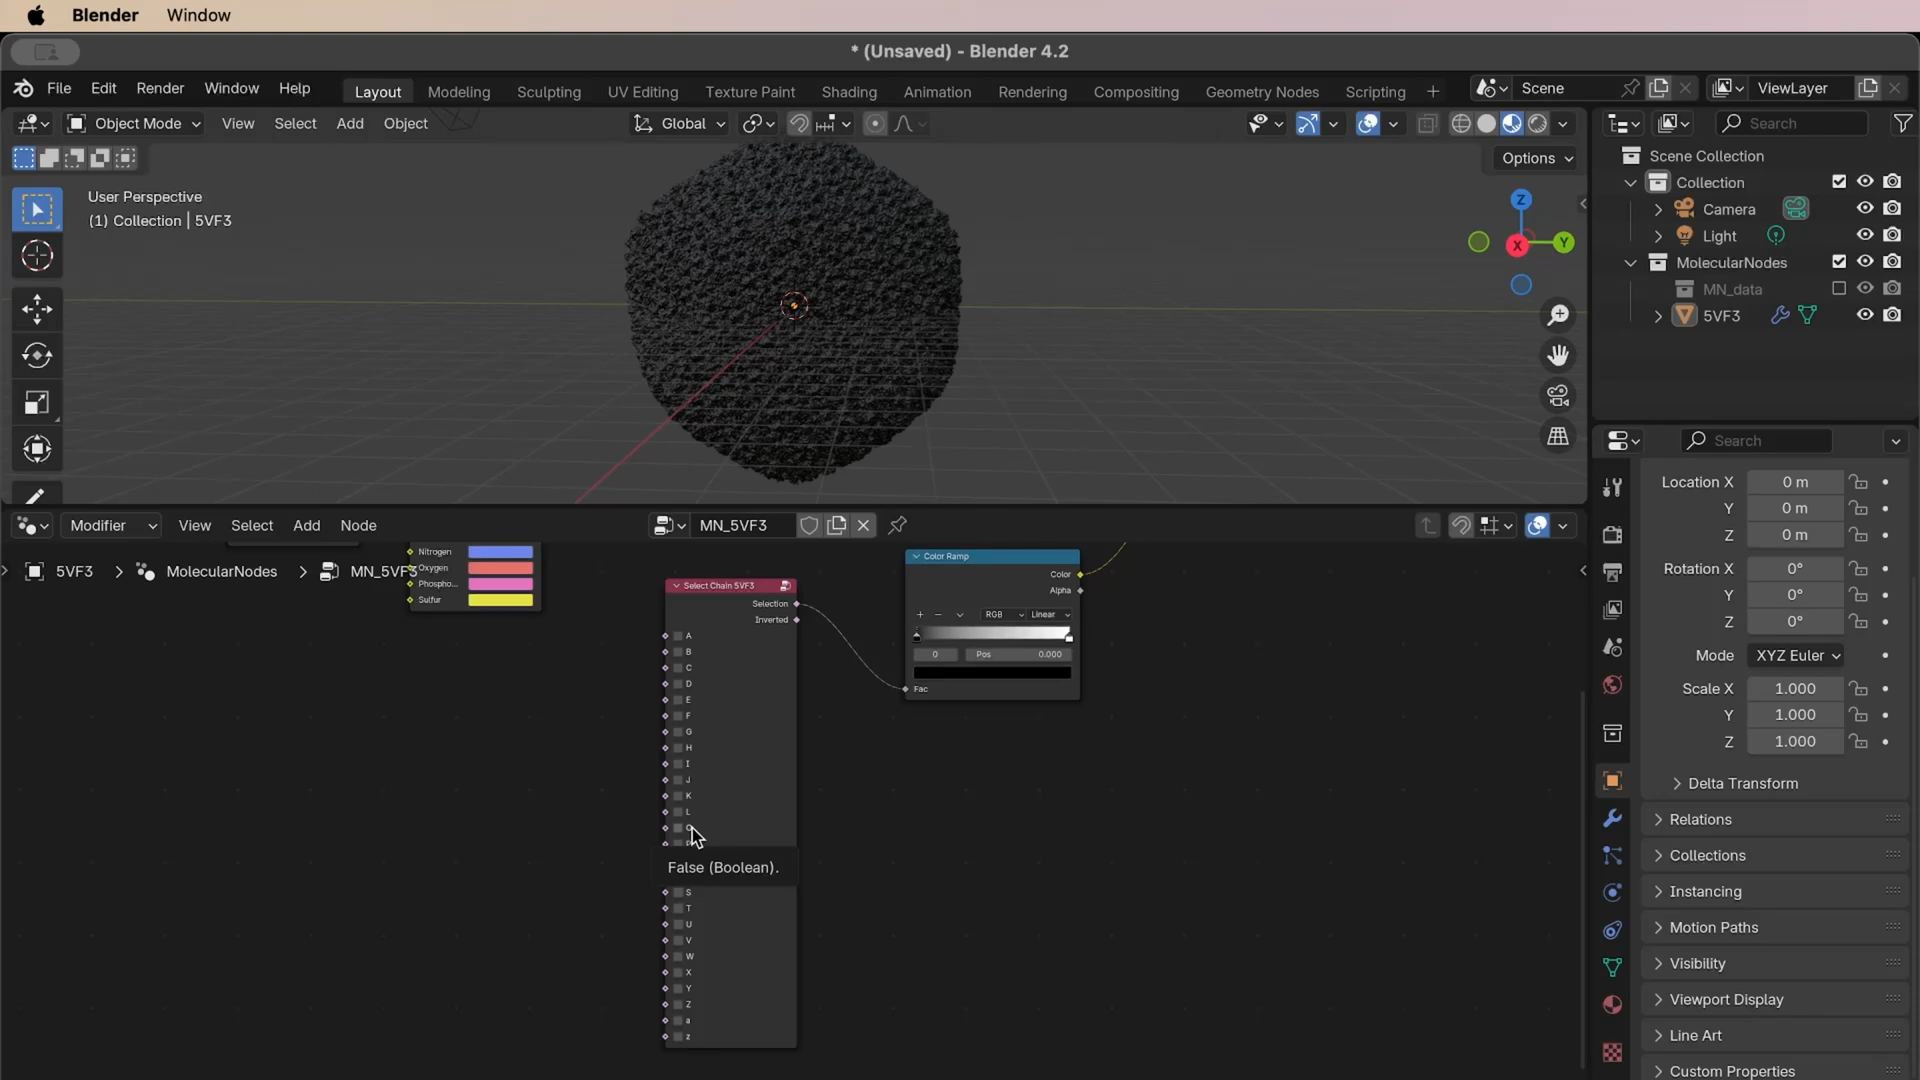 Blender Window
* (Unsaved) - Blender 4.2
File Edit Render Window Help Layout Modeling Sculpting UV Editing Texture Paint Shading Animation Rendering Compositing Geometry Nodes Scripting + Scene ViewLayer
Object Mode View Select Add Object Global Search
Options
User Perspective
(1) Collection | 5VF3
Z
Y
X
Scene Collection
Collection
Camera
Light
MolecularNodes
MN_data
5VF3
Search
Location X 0 m
Y 0 m
Z 0 m
Rotation X 0°
Y 0°
Z 0°
Mode XYZ Euler
Scale X 1.000
Y 1.000
Z 1.000
Delta Transform
Relations
Collections
Instancing
Motion Paths
Visibility
Viewport Display
Line Art
Custom Properties
Modifier View Select Add Node MN_5VF3
5VF3 > MolecularNodes > MN_5VF3
Nitrogen
Oxygen
Phospho...
Sulfur
Select Chain 5VF3
Selection
Inverted
A
B
C
D
E
F
G
H
I
J
K
L
False (Boolean).
S
T
U
V
W
X
Y
Z
a
z
Color Ramp
Color
Alpha
+ - RGB Linear
0 Pos 0.000
Fac